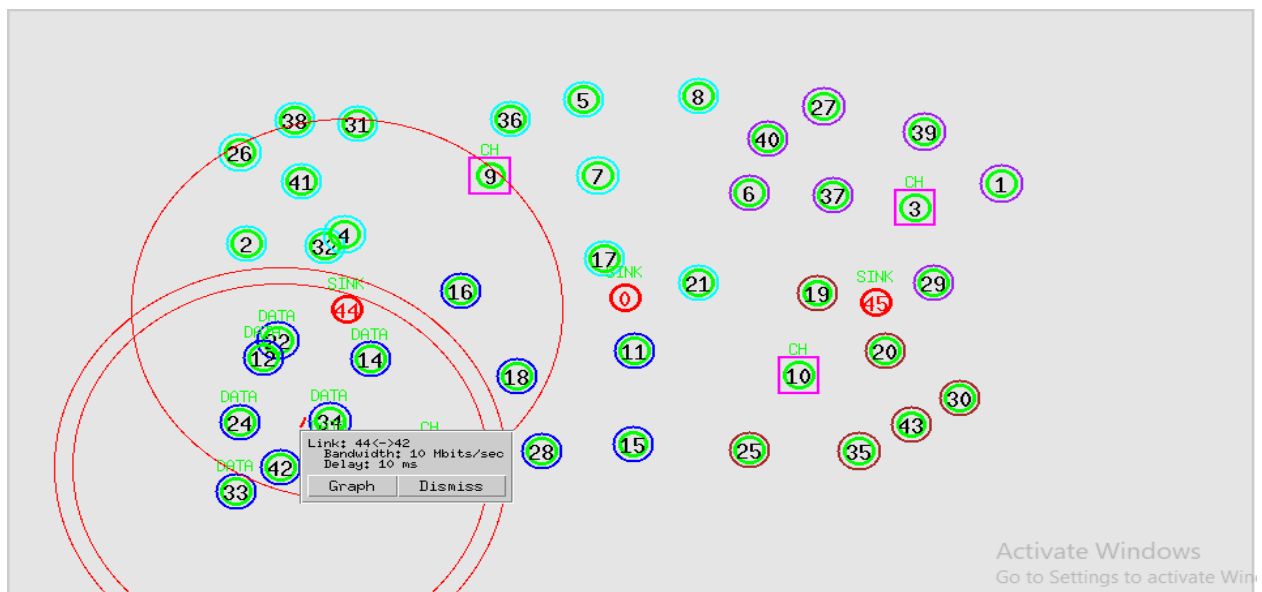 5
8
27
38
31
36
40
39
26
CH
9
7
41
6
37
CH
3
1
2
32
4
17
SINK
0
21
19
SINK
45
29
16
SINK
44
DATA
22
12
DATA
14
11
20
18
CH
10
DATA
24
DATA
34
CH
30
43
28
15
25
35
DATA
33
42
Link: 44<->42
Bandwidth: 10 Mbits/sec
Delay: 10 ms
Graph
Dismiss
Activate Windows
Go to Settings to activate Win